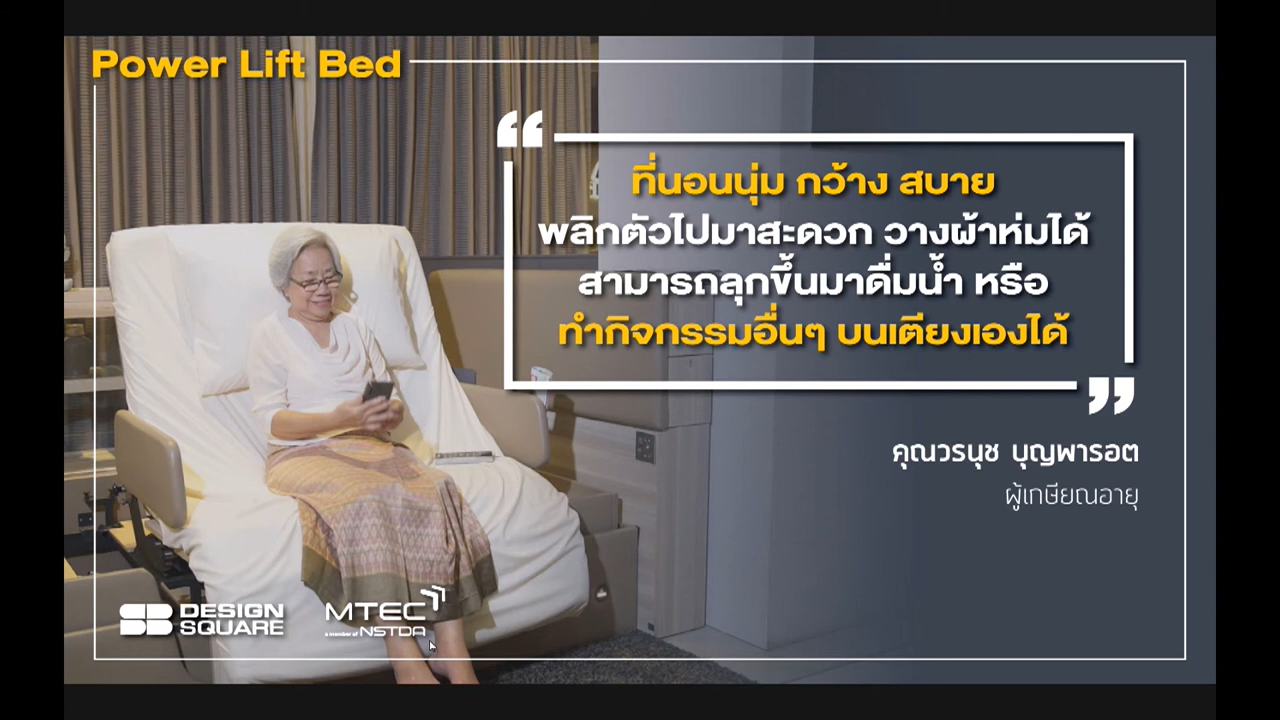 Power Lift Bed
“
ที่นอนนุ่ม กว้าง สบาย
พลิกตัวไปมาสะดวก วางผ้าห่มได้
สามารถลุกขึ้นมาดื่มน้ำ หรือ
ทำกิจกรรมอื่นๆ บนเตียงเองได้
”
คุณวรนุช บุญพารอต
ผู้เกษียณอายุ
SB DESIGN
SQUARE
MTEC
a member of NSTDA